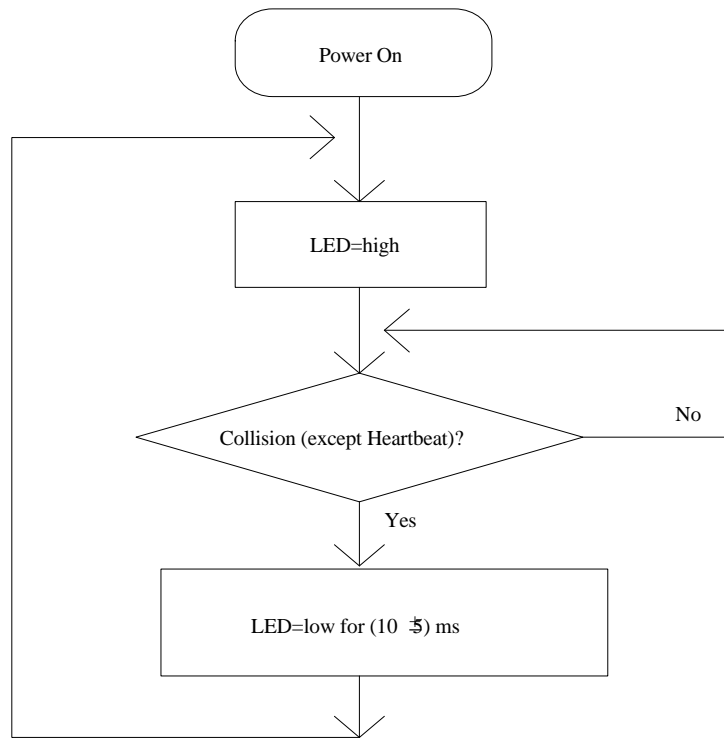 Power On
LED=high
Collision (except Heartbeat)?
No
Yes
LED=low for (10 ±5) ms